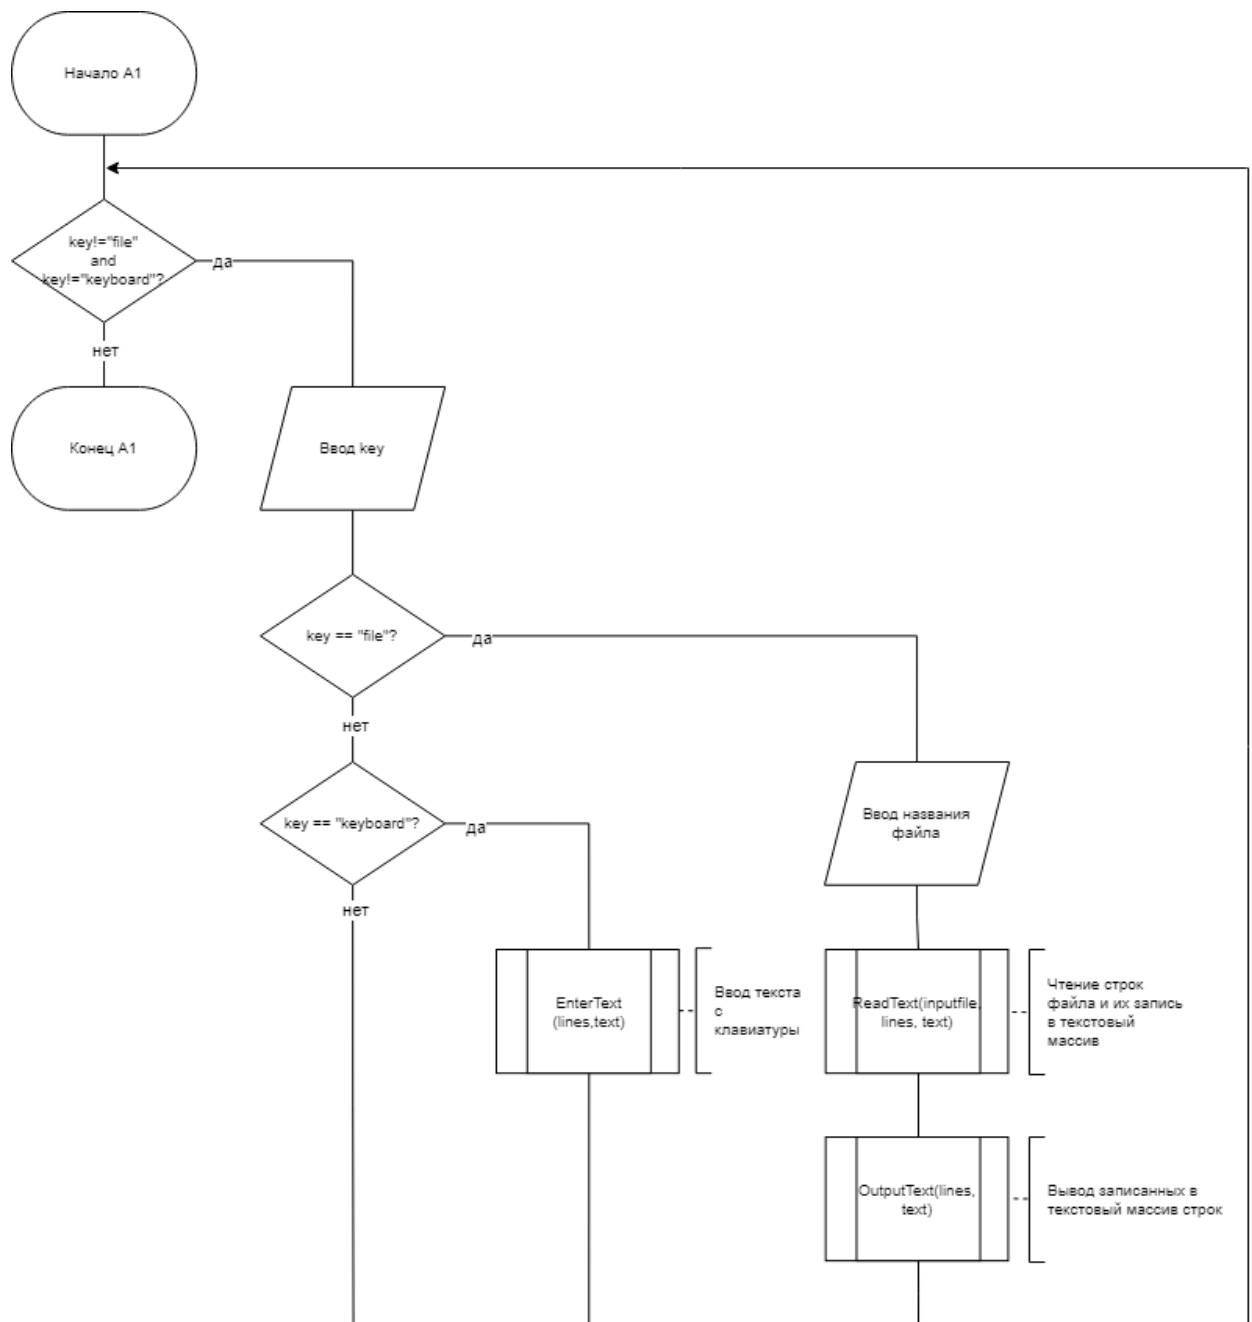 Начало А1
key!="file"
and
key!="keyboard"?
да
нет
Конец А1
Ввод key
key == "file"?
да
нет
key == "keyboard"?
да
нет
Ввод названия
файла
EnterText
(lines,text)
Ввод текста
с
клавиатуры
ReadText(inputfile,
lines, text)
Чтение строк
файла и их запись
в текстовый
массив
OutputText(lines,
text)
Вывод записанных в
текстовый массив строк